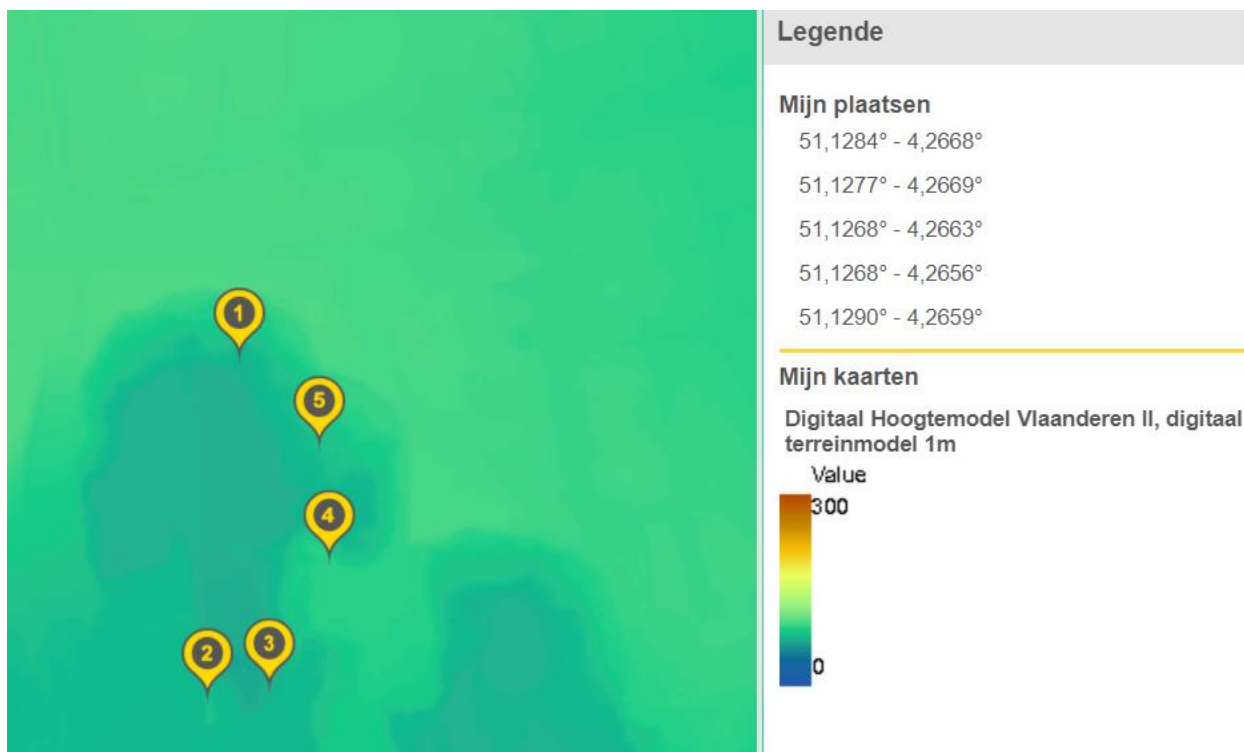 Legende
Mijn plaatsen
51,1284° - 4,2668°
51,1277° - 4,2669°
51,1268° - 4,2663°
51,1268° - 4,2656°
51,1290° - 4,2659°
Mijn kaarten
Digitaal Hoogtemodel Vlaanderen II, digitaal
terreinmodel 1m
Value
300
0
1
5
4
3
2